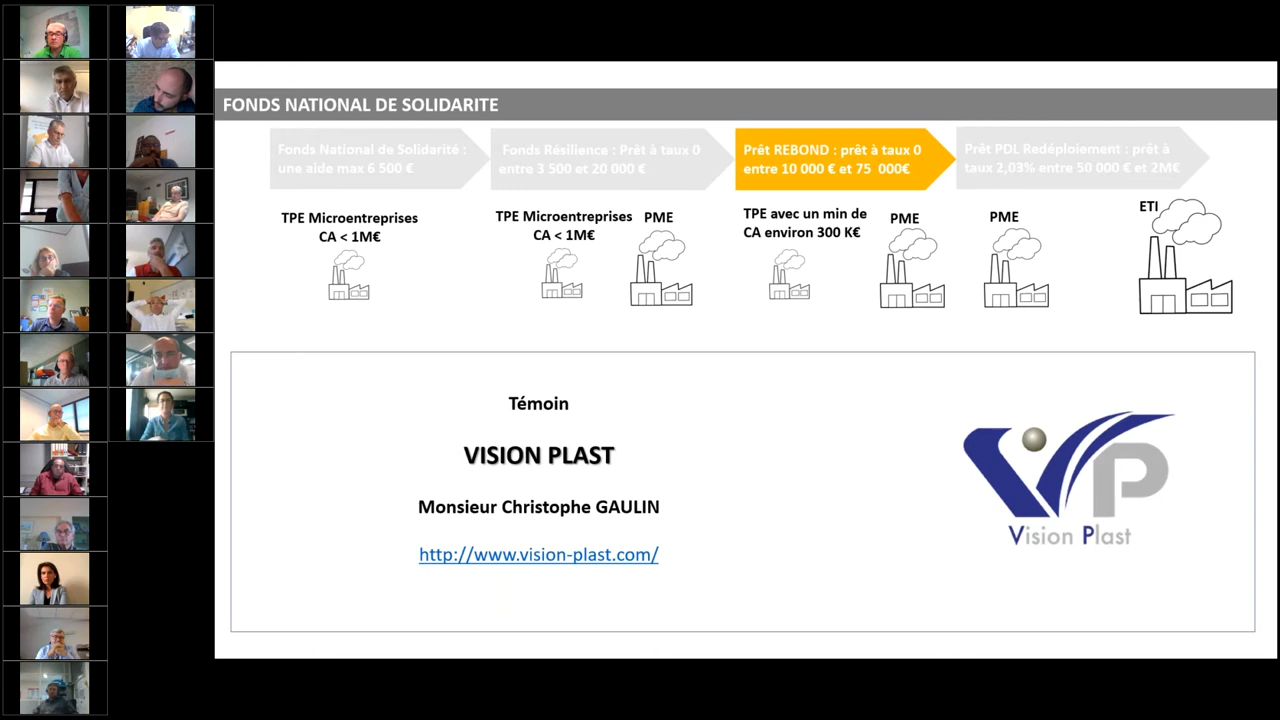 FONDS NATIONAL DE SOLIDARITE
Fonds National de Solidarité :
une aide max 6 500 €
Fonds Résilience : Prêt à taux 0
entre 3 500 et 20 000 €
Prêt REBOND : prêt à taux 0
entre 10 000 € et 75 000€
Prêt PDL Redéploiement : prêt à
taux 2,03% entre 50 000 € et 2M€
TPE Microentreprises
CA < 1M€
TPE Microentreprises
CA < 1M€
PME
TPE avec un min de
CA environ 300 K€
PME
PME
ETI
Témoin
VISION PLAST
Monsieur Christophe GAULIN
http://www.vision-plast.com/
VP
Vision Plast